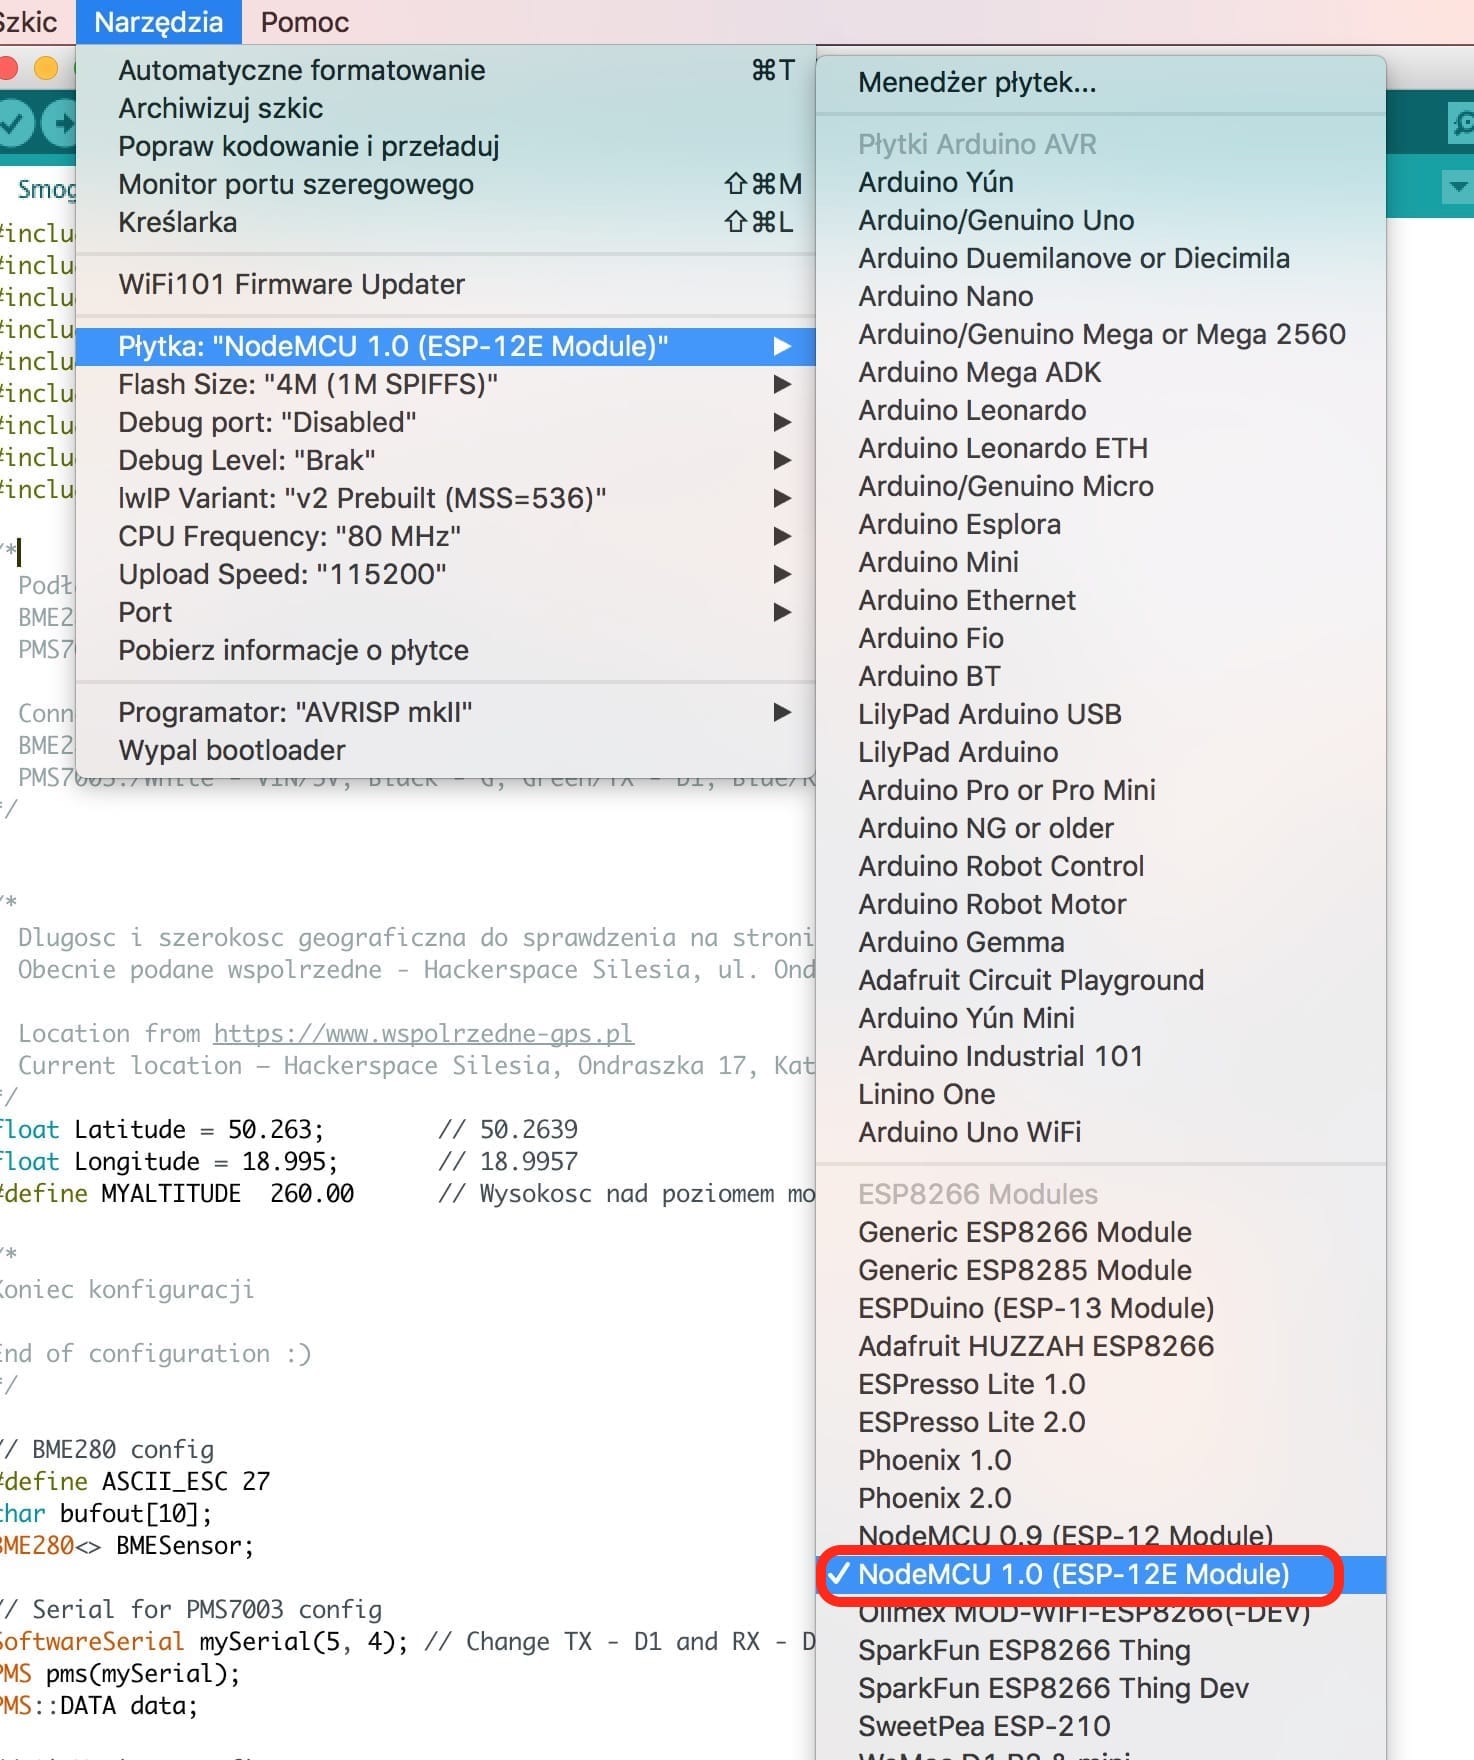 Szkic Narzędzia Pomoc
Automatyczne formatowanie ⌘T
Archiwizuj szkic
Popraw kodowanie i przeładuj
Monitor portu szeregowego ⇧⌘M
Kreślarka ⇧⌘L
WiFi101 Firmware Updater
Płytka: "NodeMCU 1.0 (ESP-12E Module)" ▶
Flash Size: "4M (1M SPIFFS)" ▶
Debug port: "Disabled" ▶
Debug Level: "Brak" ▶
lwIP Variant: "v2 Prebuilt (MSS=536)" ▶
CPU Frequency: "80 MHz" ▶
Upload Speed: "115200" ▶
Port ▶
Pobierz informacje o płytce
Programator: "AVRISP mkII" ▶
Wypal bootloader
Menedżer płytek...
Płytki Arduino AVR
Arduino Yún
Arduino/Genuino Uno
Arduino Duemilanove or Diecimila
Arduino Nano
Arduino/Genuino Mega or Mega 2560
Arduino Mega ADK
Arduino Leonardo
Arduino Leonardo ETH
Arduino/Genuino Micro
Arduino Esplora
Arduino Mini
Arduino Ethernet
Arduino Fio
Arduino BT
LilyPad Arduino USB
LilyPad Arduino
Arduino Pro or Pro Mini
Arduino NG or older
Arduino Robot Control
Arduino Robot Motor
Arduino Gemma
Adafruit Circuit Playground
Arduino Yún Mini
Arduino Industrial 101
Linino One
Arduino Uno WiFi
ESP8266 Modules
Generic ESP8266 Module
Generic ESP8285 Module
ESPDuino (ESP-13 Module)
Adafruit HUZZAH ESP8266
ESPresso Lite 1.0
ESPresso Lite 2.0
Phoenix 1.0
Phoenix 2.0
NodeMCU 0.9 (ESP-12 Module)
✓ NodeMCU 1.0 (ESP-12E Module)
Olimex MOD-WIFI-ESP8266(-DEV)
SparkFun ESP8266 Thing
SparkFun ESP8266 Thing Dev
SweetPea ESP-210
Smog
#inclu
#inclu
#inclu
#inclu
#inclu
#inclu
#inclu
#inclu
#inclu
/*
Podł
BME2
PMS7
Conn
BME2
PMS7003:/White - VIN/5V, Black - G, Green/TX - D1, Blue/R
*/
/*
Dlugosc i szerokosc geograficzna do sprawdzenia na stroni
Obecnie podane wspolrzedne - Hackerspace Silesia, ul. Ond
Location from https://www.wspolrzedne-gps.pl
Current location — Hackerspace Silesia, Ondraszka 17, Kat
*/
float Latitude = 50.263; // 50.2639
float Longitude = 18.995; // 18.9957
#define MYALTITUDE 260.00 // Wysokosc nad poziomem mo
/*
Koniec konfiguracji
End of configuration :)
*/
// BME280 config
#define ASCII_ESC 27
char bufout[10];
BME280<> BMESensor;
// Serial for PMS7003 config
SoftwareSerial mySerial(5, 4); // Change TX - D1 and RX - D
PMS pms(mySerial);
PMS::DATA data;